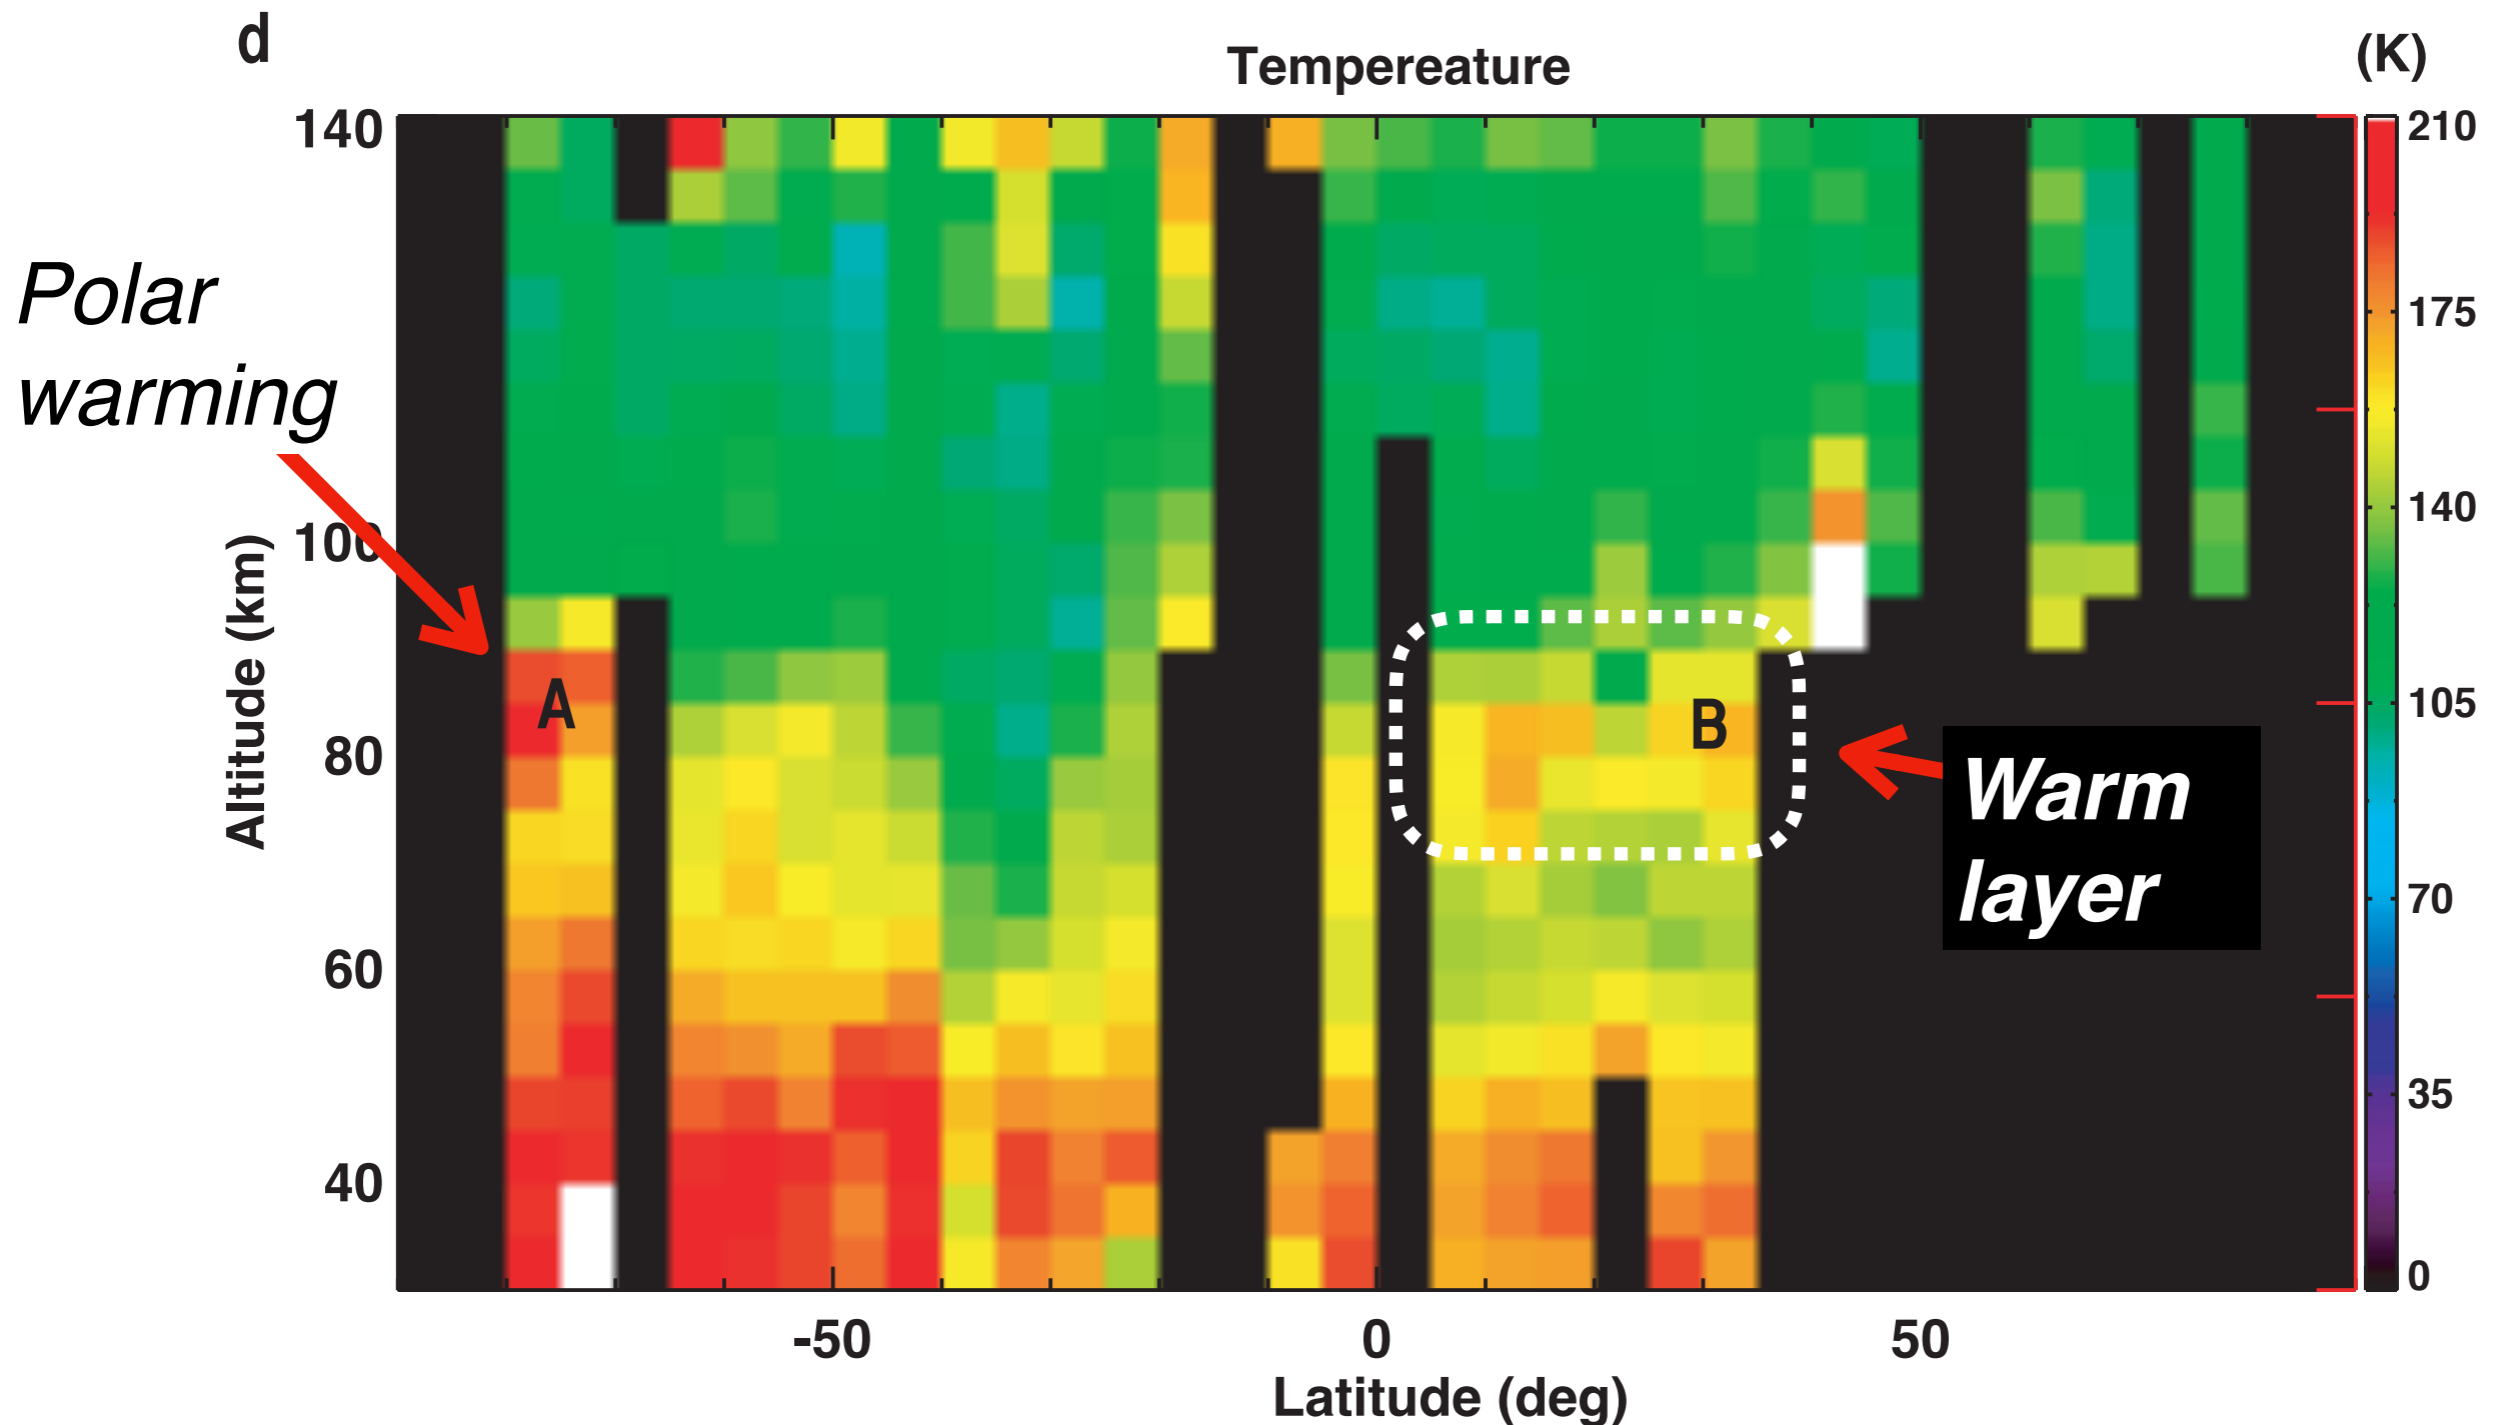 d
Tempereature
(K)
140
100
80
60
40
Altitude (km)
Polar
warming
A
B
Warm
layer
210
175
140
105
70
35
0
-50
0
50
Latitude (deg)